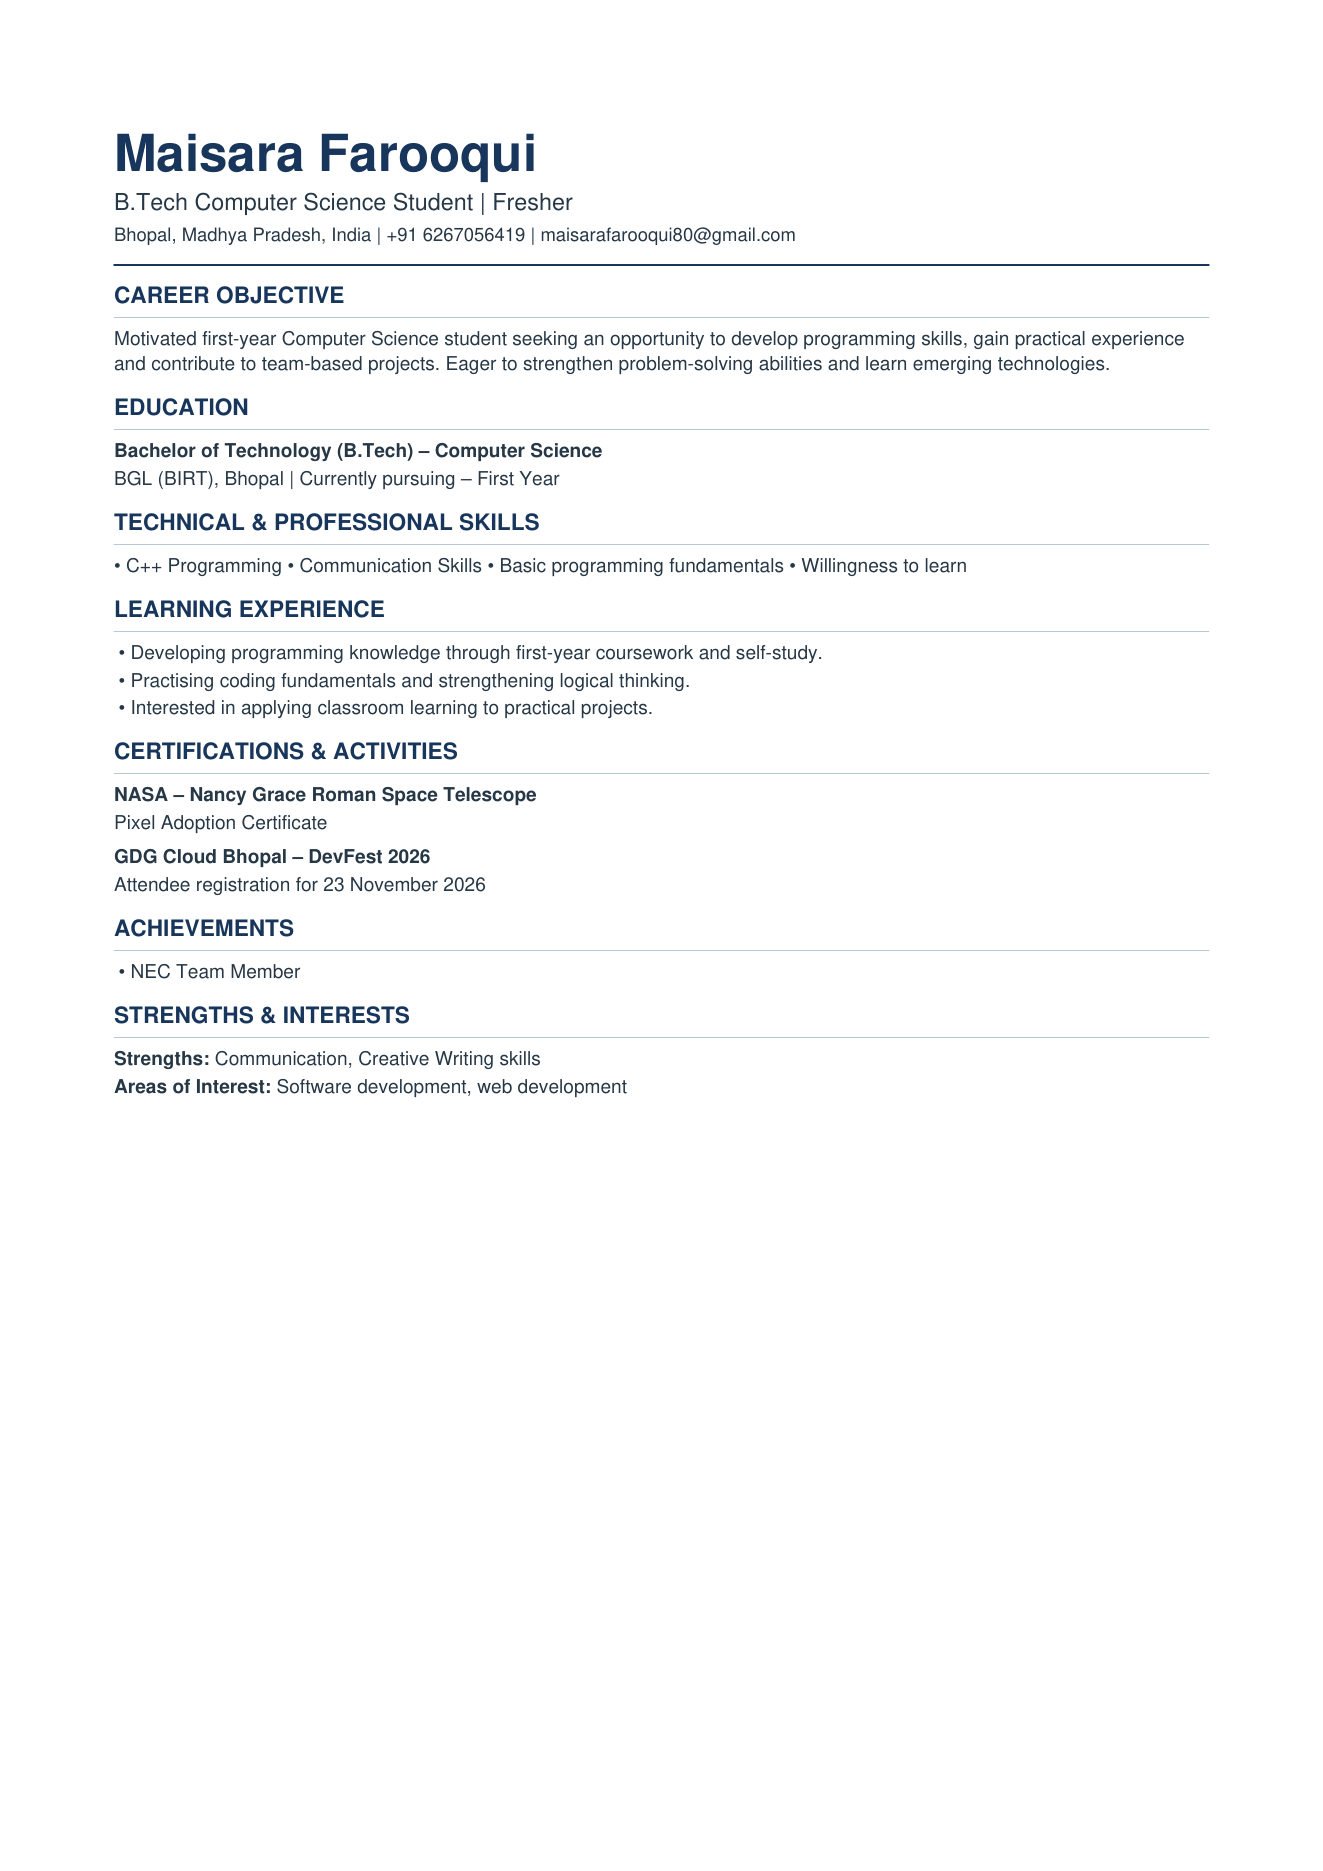 Maisara Farooqui
B.Tech Computer Science Student | Fresher
Bhopal, Madhya Pradesh, India | +91 6267056419 | maisarafarooqui80@gmail.com
CAREER OBJECTIVE
Motivated first-year Computer Science student seeking an opportunity to develop programming skills, gain practical experience
and contribute to team-based projects. Eager to strengthen problem-solving abilities and learn emerging technologies.
EDUCATION
Bachelor of Technology (B.Tech) – Computer Science
BGL (BIRT), Bhopal | Currently pursuing – First Year
TECHNICAL & PROFESSIONAL SKILLS
• C++ Programming • Communication Skills • Basic programming fundamentals • Willingness to learn
LEARNING EXPERIENCE
• Developing programming knowledge through first-year coursework and self-study.
• Practising coding fundamentals and strengthening logical thinking.
• Interested in applying classroom learning to practical projects.
CERTIFICATIONS & ACTIVITIES
NASA – Nancy Grace Roman Space Telescope
Pixel Adoption Certificate
GDG Cloud Bhopal – DevFest 2026
Attendee registration for 23 November 2026
ACHIEVEMENTS
• NEC Team Member
STRENGTHS & INTERESTS
Strengths: Communication, Creative Writing skills
Areas of Interest: Software development, web development